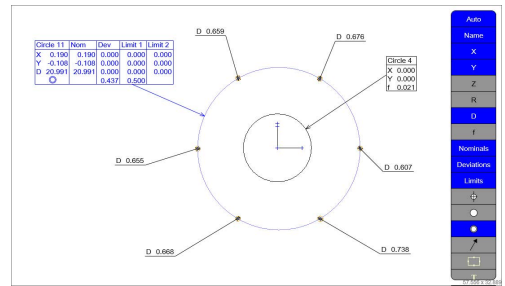 Circle 11 Nom Dev Limit 1 Limit 2
X 0.190 0.190 0.000 0.000 0.000
Y -0.108 -0.108 0.000 0.000 0.000
D 20.991 20.991 0.000 0.000 0.000
0.437 0.500
D 0.659
D 0.676
Circle 4
X 0.000
Y 0.000
f 0.021
D 0.655
D 0.607
D 0.668
D 0.738
Auto
Name
X
Y
Z
R
D
f
Nominals
Deviations
Limits
T